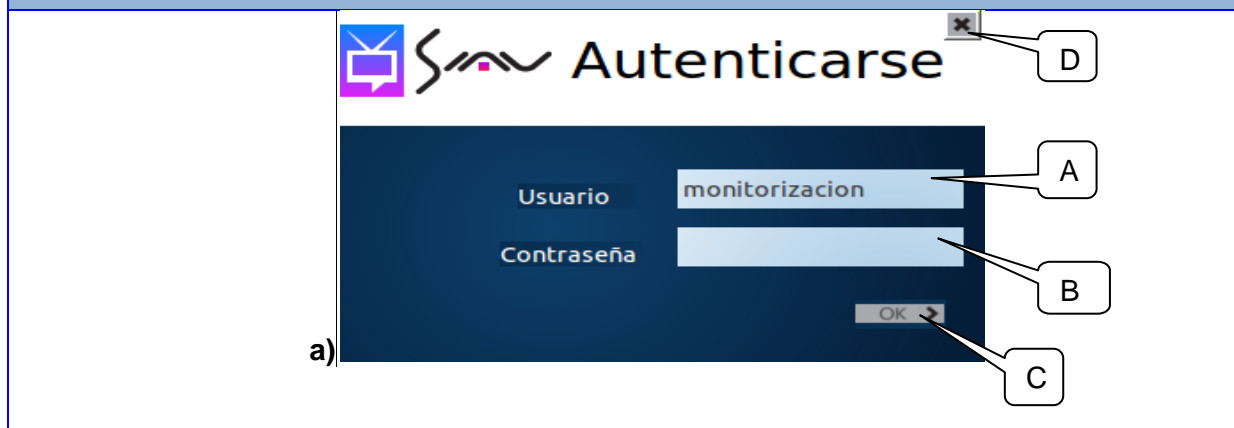 Autenticarse
D
A
Usuario
monitorizacion
Contraseña
B
OK
a)
C